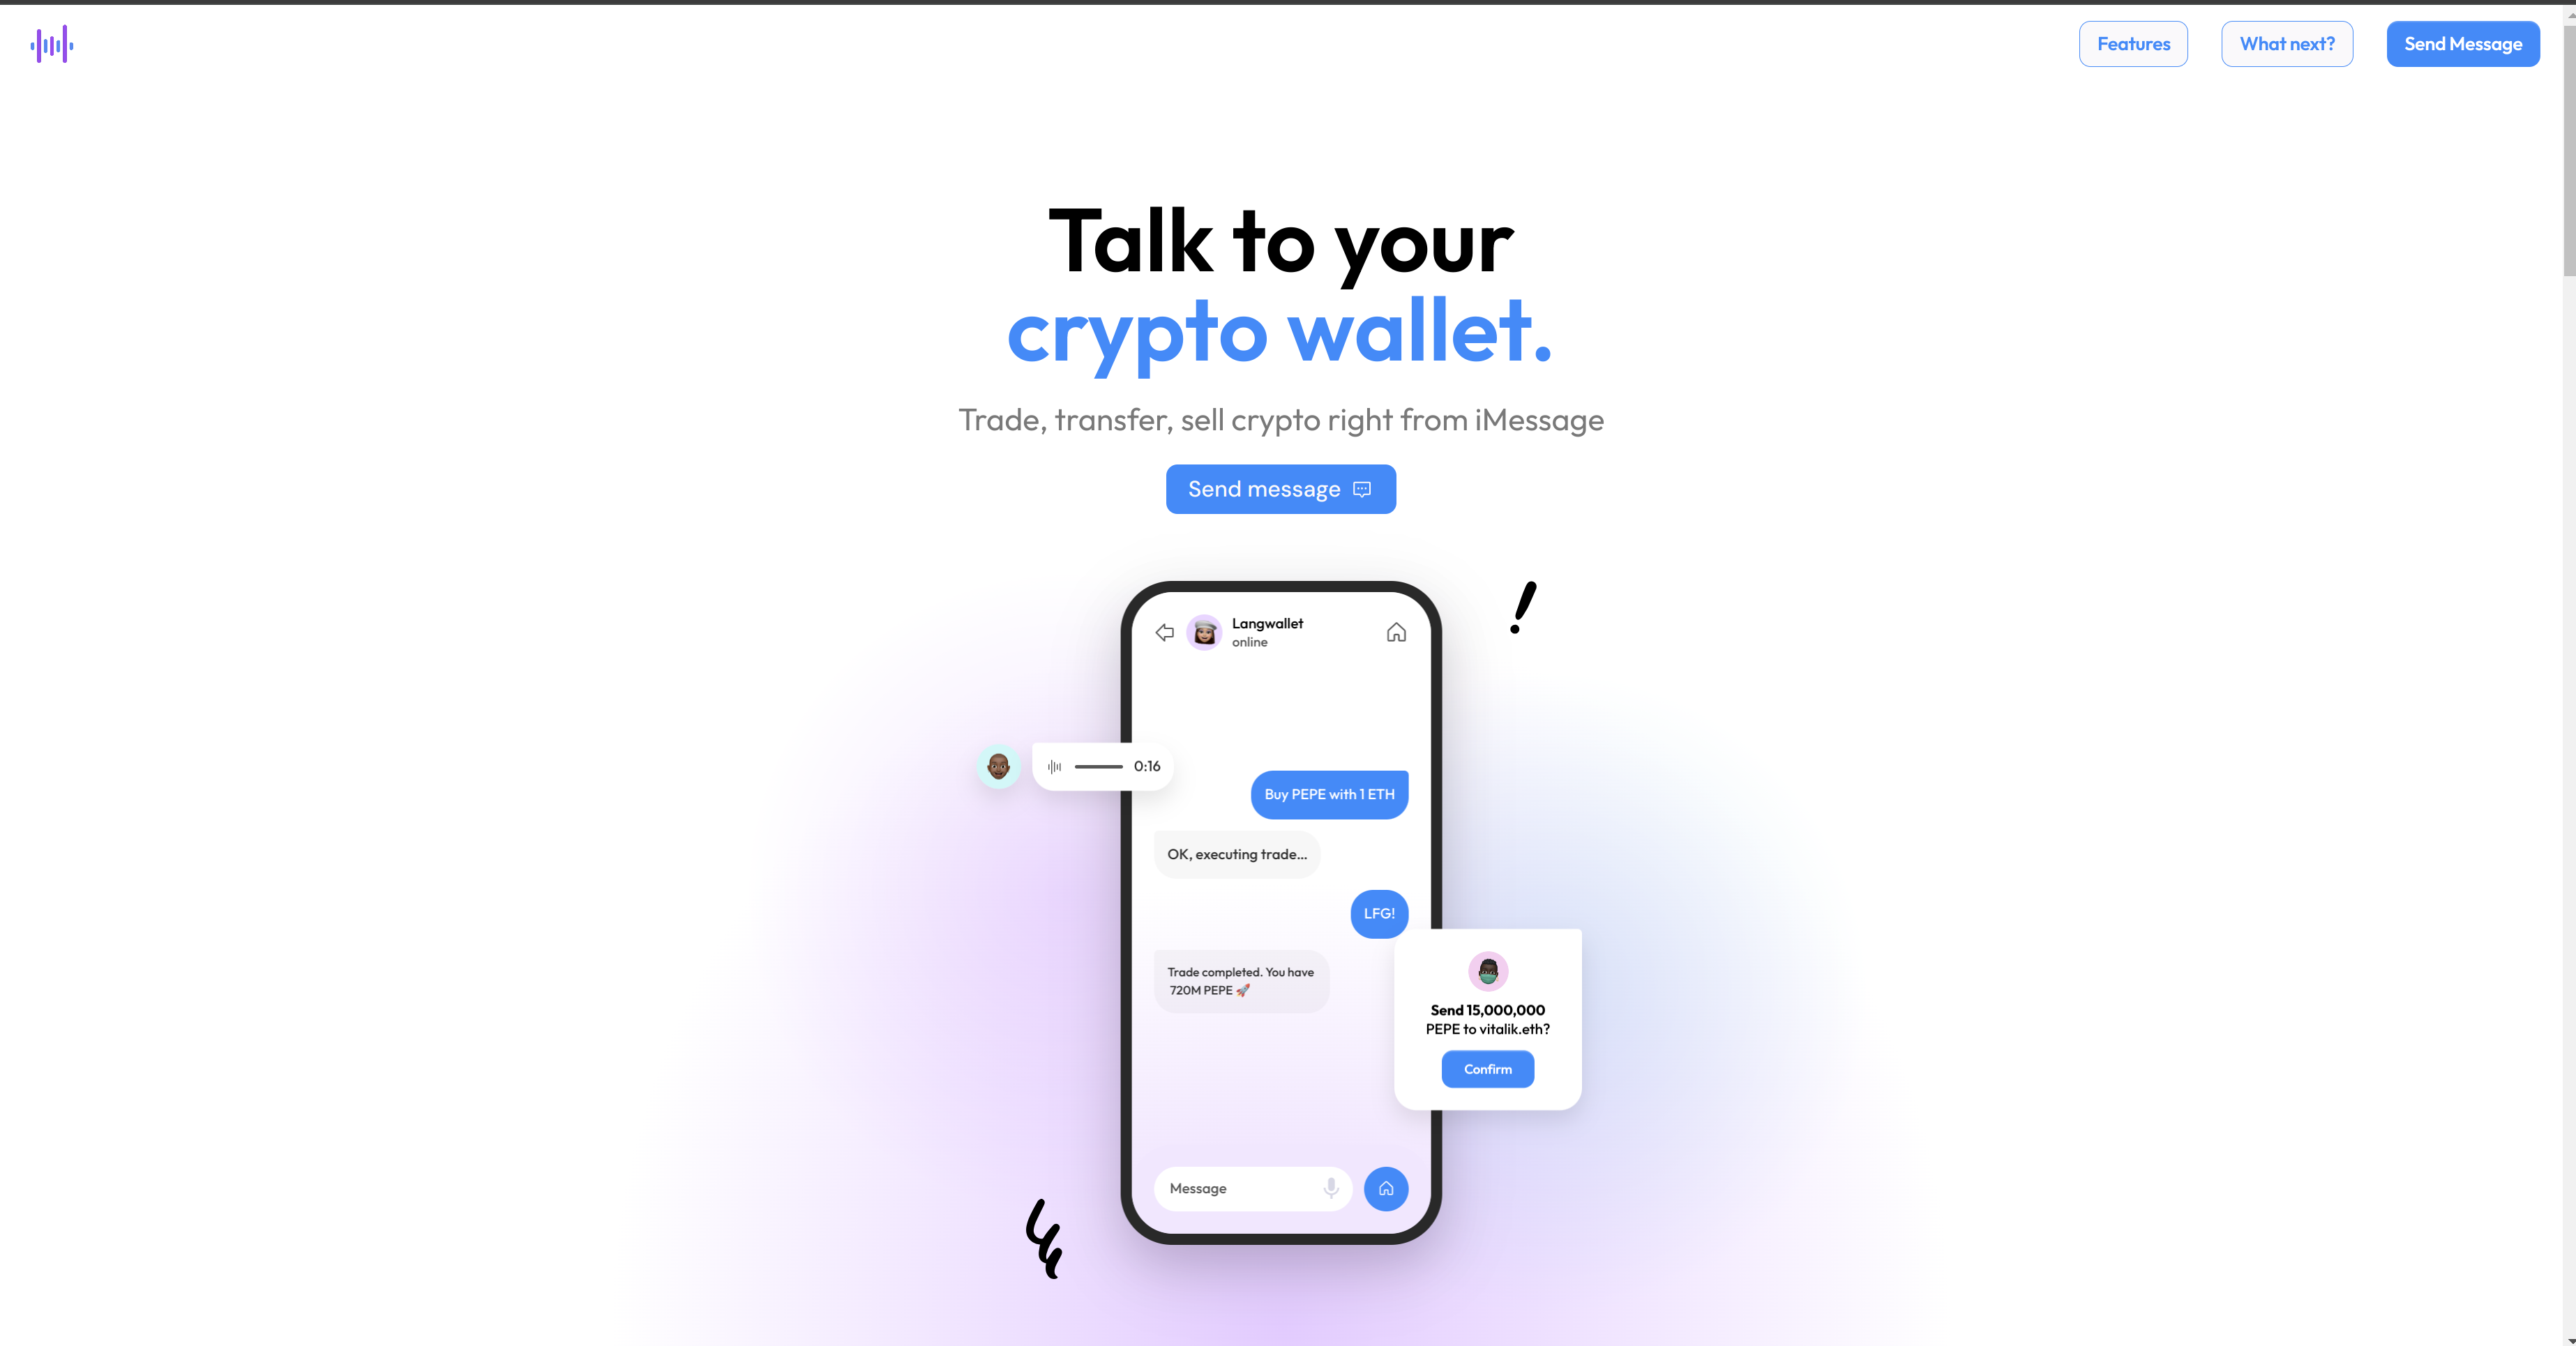 Features
What next?
Send Message
Talk to your
crypto wallet.
Trade, transfer, sell crypto right from iMessage
Send message
Langwallet
online
0:16
Buy PEPE with 1 ETH
OK, executing trade...
LFG!
Trade completed. You have
720M PEPE 🚀
Send 15,000,000
PEPE to vitalik.eth?
Confirm
Message